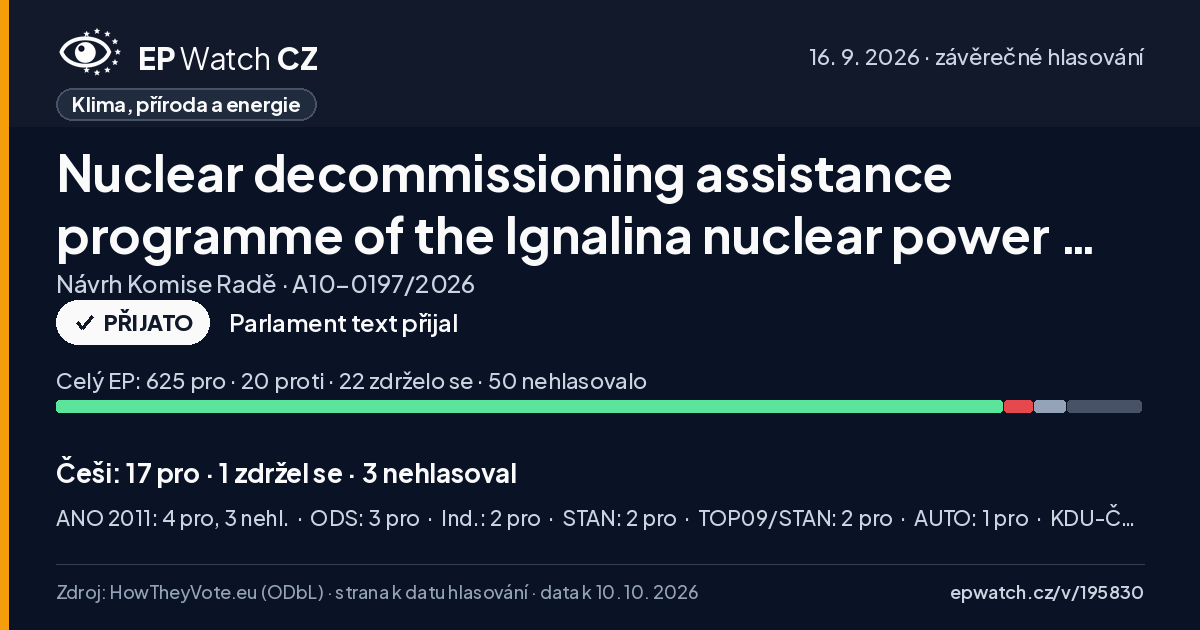 EP Watch CZ
16. 9. 2026 · závěrečné hlasování
Klima, příroda a energie
Nuclear decommissioning assistance
programme of the Ignalina nuclear power …
Návrh Komise Radě · A10–0197/2026
✓ PŘIJATO Parlament text přijal
Celý EP: 625 pro · 20 proti · 22 zdrželo se · 50 nehlasovalo
Češi: 17 pro · 1 zdržel se · 3 nehlasoval
ANO 2011: 4 pro, 3 nehl. · ODS: 3 pro · Ind.: 2 pro · STAN: 2 pro · TOP09/STAN: 2 pro · AUTO: 1 pro · KDU-Č…
Zdroj: HowTheyVote.eu (ODbL) · strana k datu hlasování · data k 10. 10. 2026
epwatch.cz/v/195830